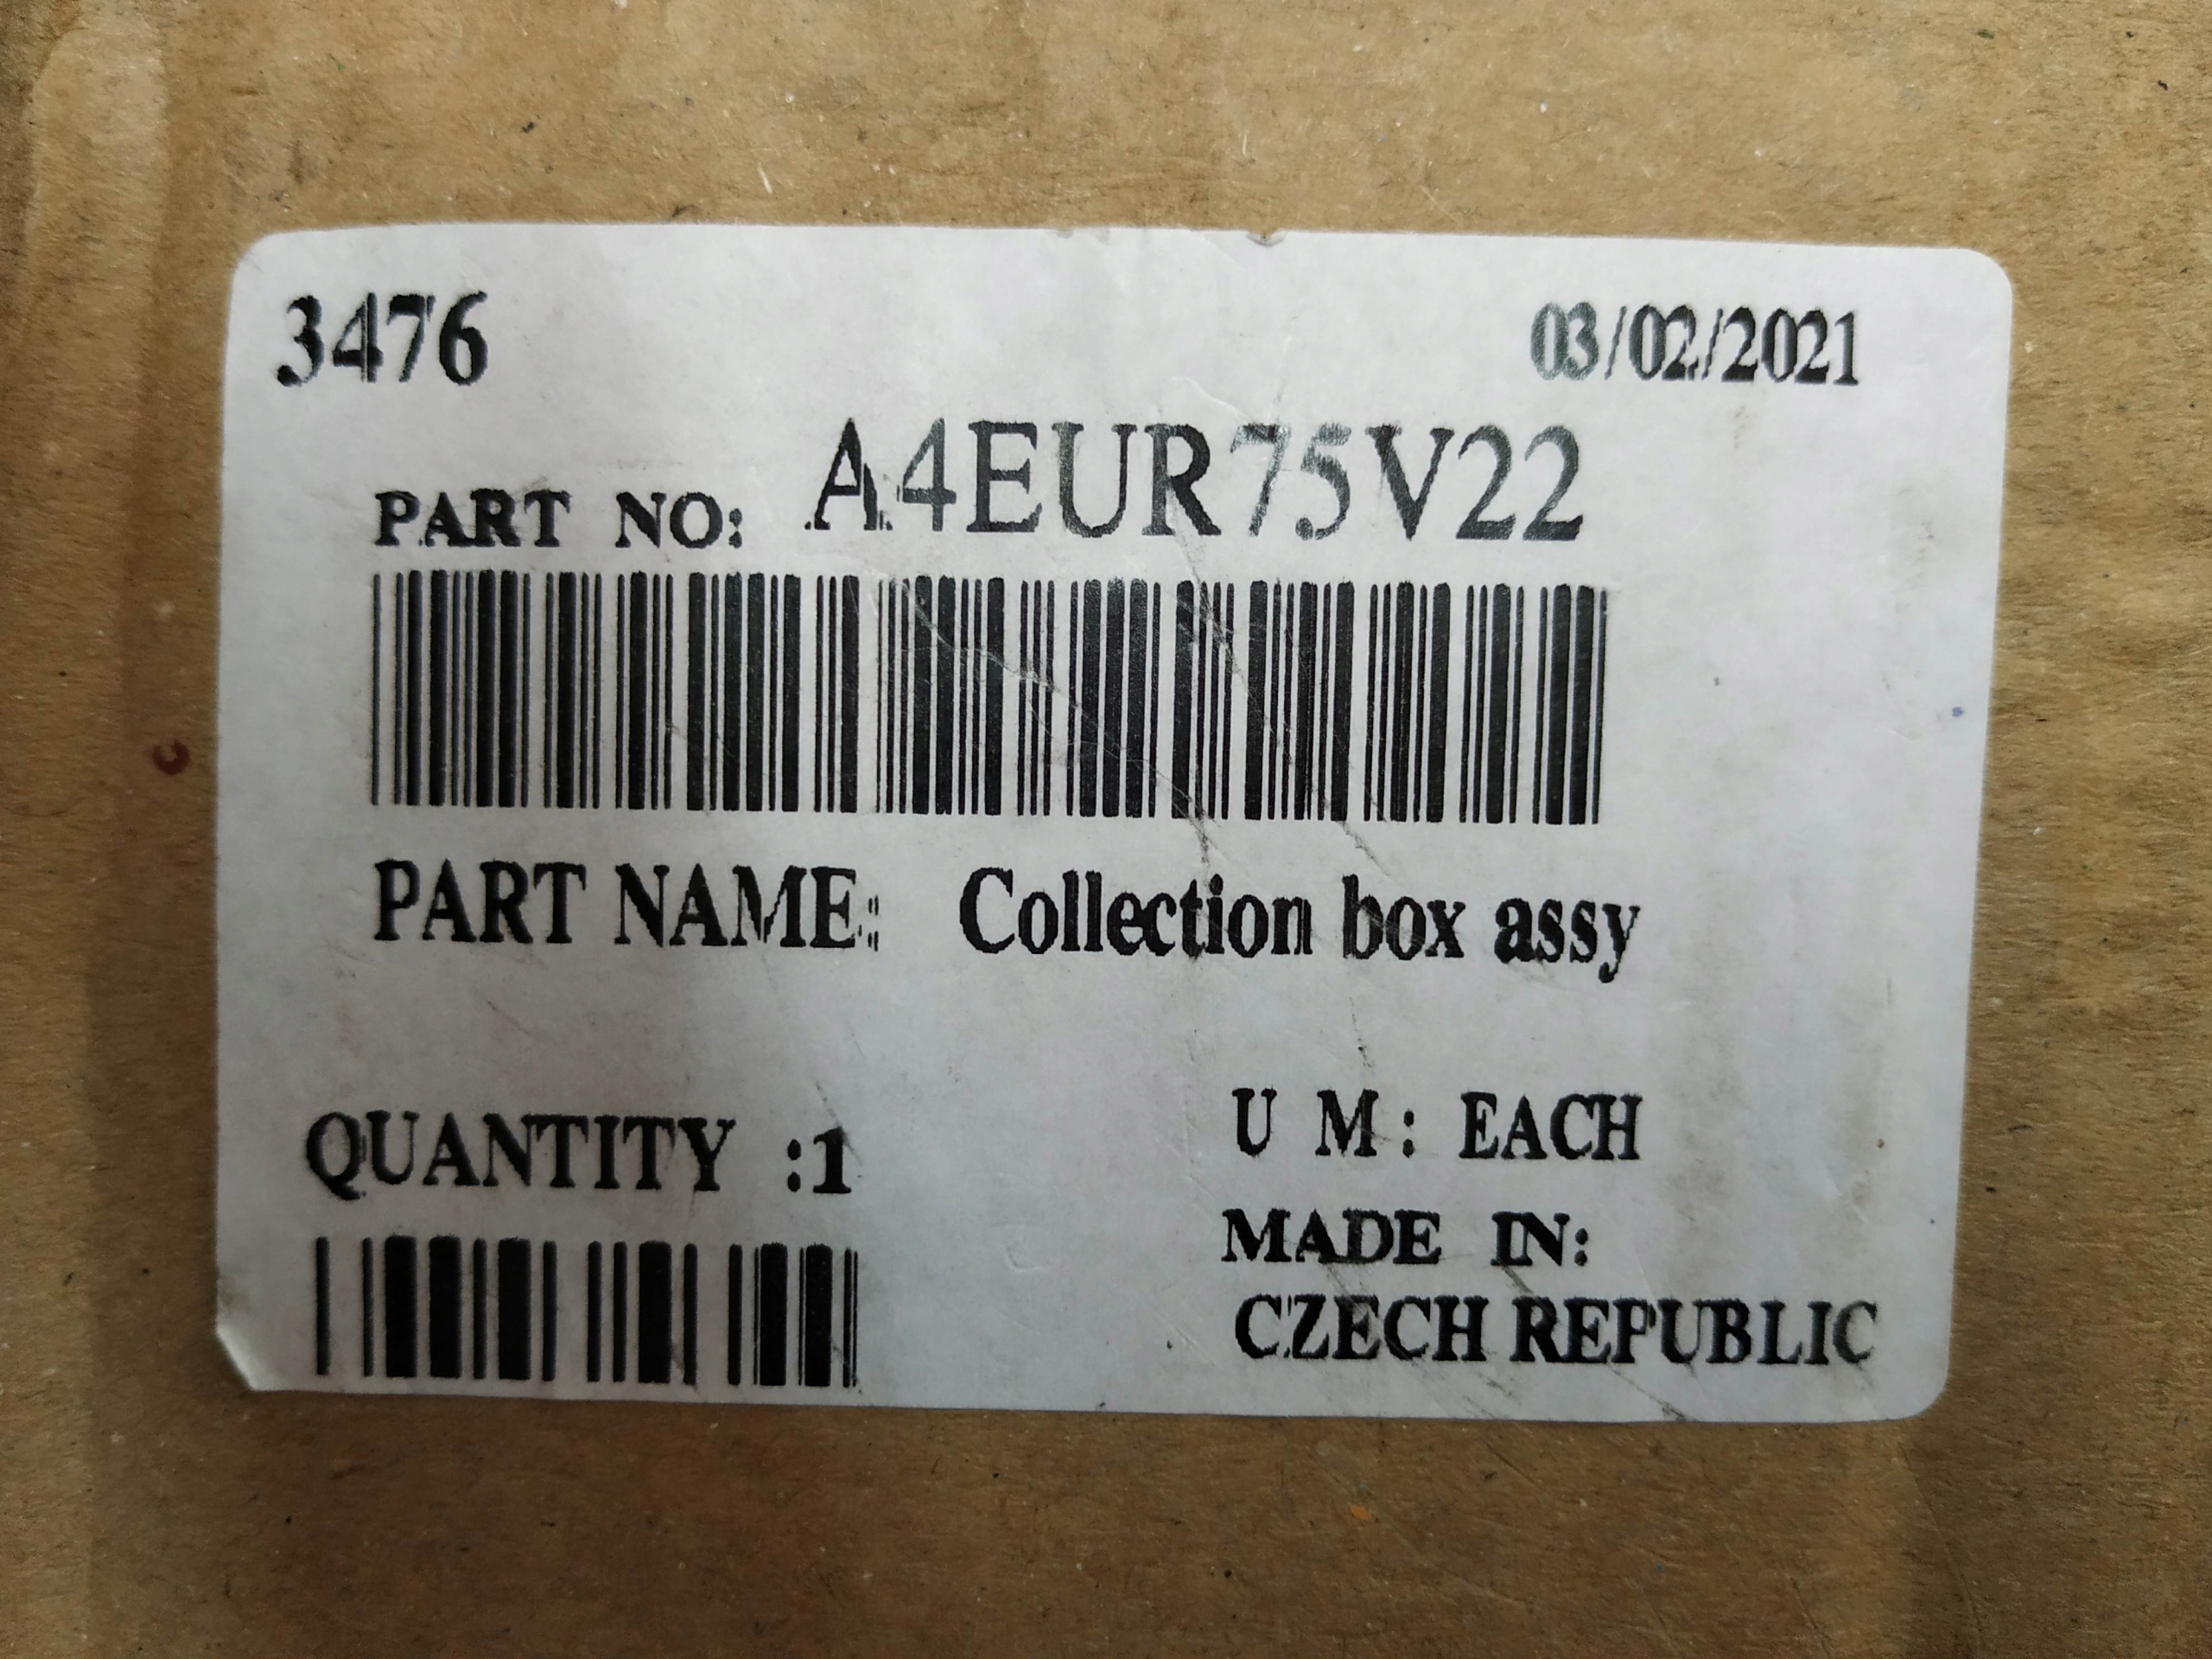 3476 03/02/2021
PART NO: A4EUR75V22
PART NAME: Collection box assy
QUANTITY :1
U M: EACH
MADE IN:
CZECH REPUBLIC